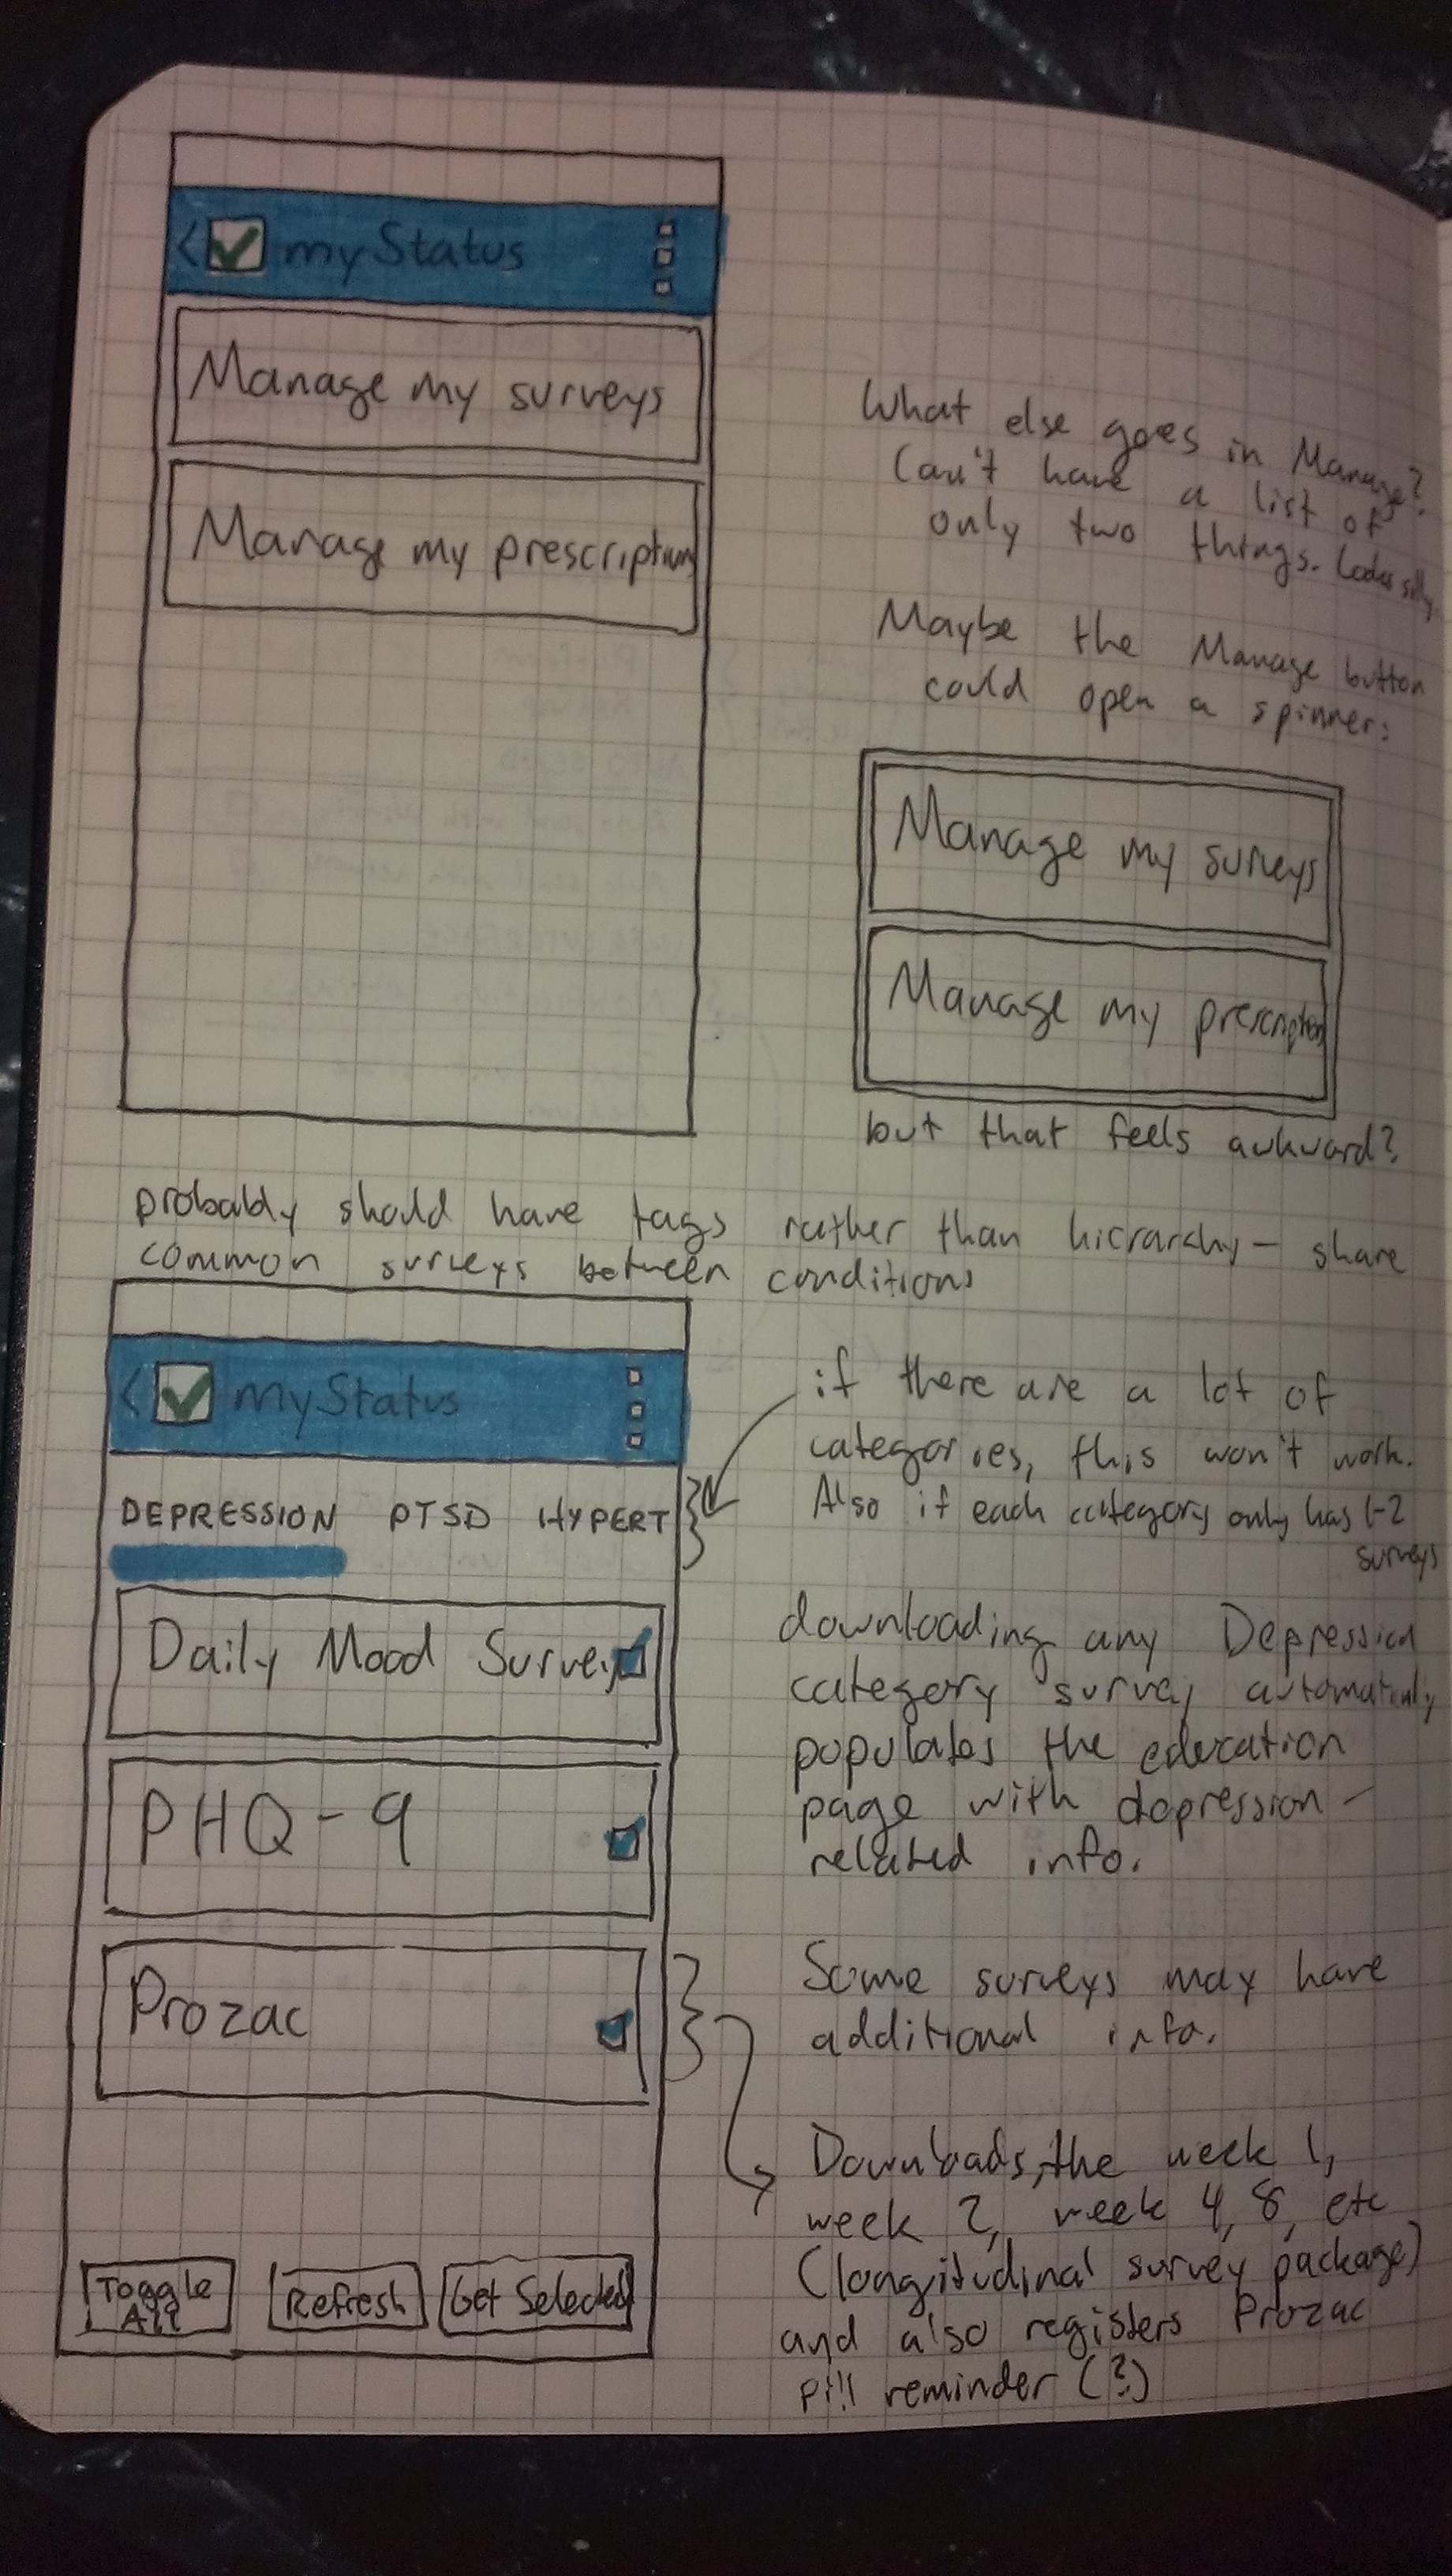 < myStatus
Manage my surveys
Manage my prescriptions
What else goes in Manage?
Can't have a list of
only two things. Looks silly.
Maybe the Manage button
could open a spinner:
Manage my surveys
Manage my prescriptions
but that feels awkward?
probably should have tags rather than hierarchy - share
common surveys between conditions
< myStatus
DEPRESSION PTSD HYPERT
if there are a lot of
categories, this won't work.
Also if each category only has 1-2
surveys
Daily Mood Survey
PHQ-9
Prozac
downloading any Depression
category survey automatically
populates the education
page with depression-
related info.
Some surveys may have
additional info.
Downloads the week 1,
week 2, week 4, 8, etc
(longitudinal survey package)
and also registers Prozac
pill reminder (?)
Toggle
All
Refresh
Get Selected